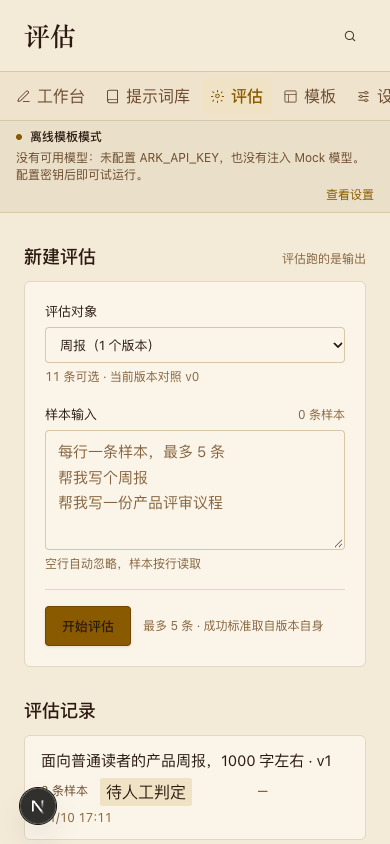 评估
工作台 提示词库 评估 模板
离线模板模式
没有可用模型：未配置 ARK_API_KEY，也没有注入 Mock 模型。
配置密钥后即可试运行。
查看设置
新建评估 评估跑的是输出
评估对象
周报（1 个版本）
11 条可选 · 当前版本对照 v0
样本输入 0 条样本
每行一条样本，最多 5 条
帮我写个周报
帮我写一份产品评审议程
空行自动忽略，样本按行读取
开始评估 最多 5 条 · 成功标准取自版本自身
评估记录
面向普通读者的产品周报，1000 字左右 · v1
条样本 待人工判定 —
/10 17:11
N